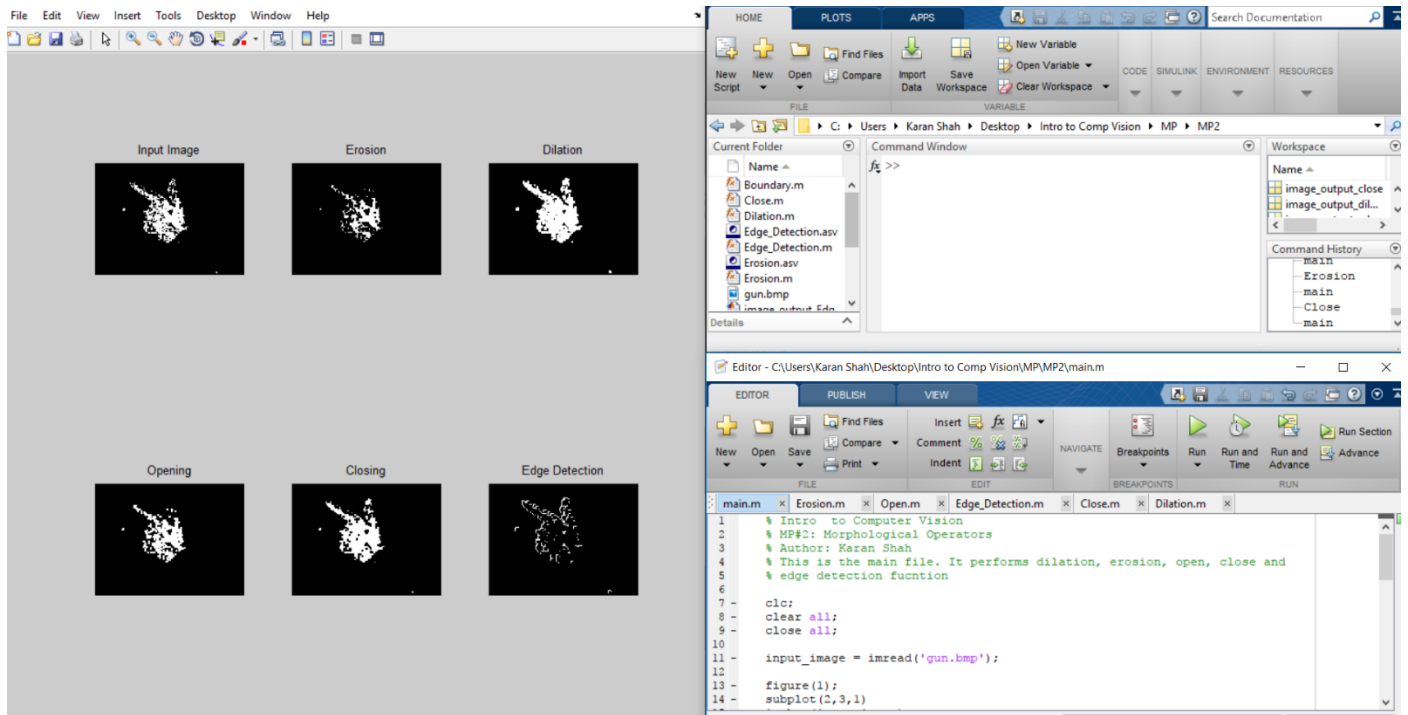 File Edit View Insert Tools Desktop Window Help
Input Image Erosion Dilation
Opening Closing Edge Detection
HOME PLOTS APPS Search Documentation
New Script New Open Find Files Compare Import Data Save Workspace New Variable Open Variable Clear Workspace CODE SIMULINK ENVIRONMENT RESOURCES
FILE VARIABLE
C: Users Karan Shah Desktop Intro to Comp Vision MP MP2
Current Folder
Name
Boundary.m
Close.m
Dilation.m
Edge_Detection.asv
Edge_Detection.m
Erosion.asv
Erosion.m
gun.bmp
Details
Command Window
fx >>
Workspace
Name
image_output_close
image_output_dil...
Command History
main
Erosion
main
Close
main
Editor - C:\Users\Karan Shah\Desktop\Intro to Comp Vision\MP\MP2\main.m
EDITOR PUBLISH VIEW
New Open Save Find Files Compare Print Insert fx Comment Indent NAVIGATE Breakpoints Run Run and Time Run and Advance Run Section Advance
FILE EDIT BREAKPOINTS RUN
main.m Erosion.m Open.m Edge_Detection.m Close.m Dilation.m
1 % Intro to Computer Vision
2 % MP#2: Morphological Operators
3 % Author: Karan Shah
4 % This is the main file. It performs dilation, erosion, open, close and
5 % edge detection fucntion
6
7 - clc;
8 - clear all;
9 - close all;
10
11 - input_image = imread('gun.bmp');
12
13 - figure(1);
14 - subplot(2,3,1)